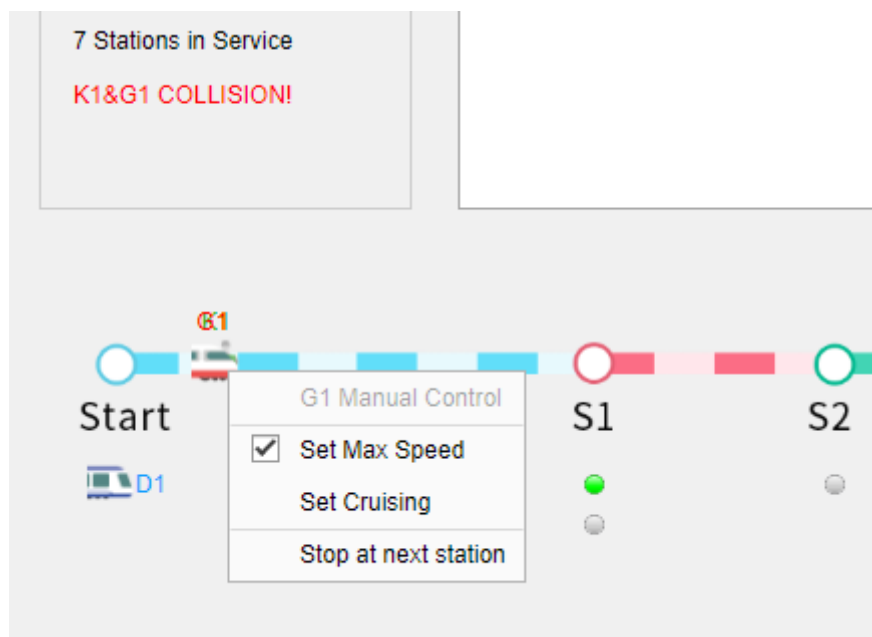 7 Stations in Service
K1&G1 COLLISION!
Start
S1
S2
G1 Manual Control
Set Max Speed
Set Cruising
Stop at next station
D1